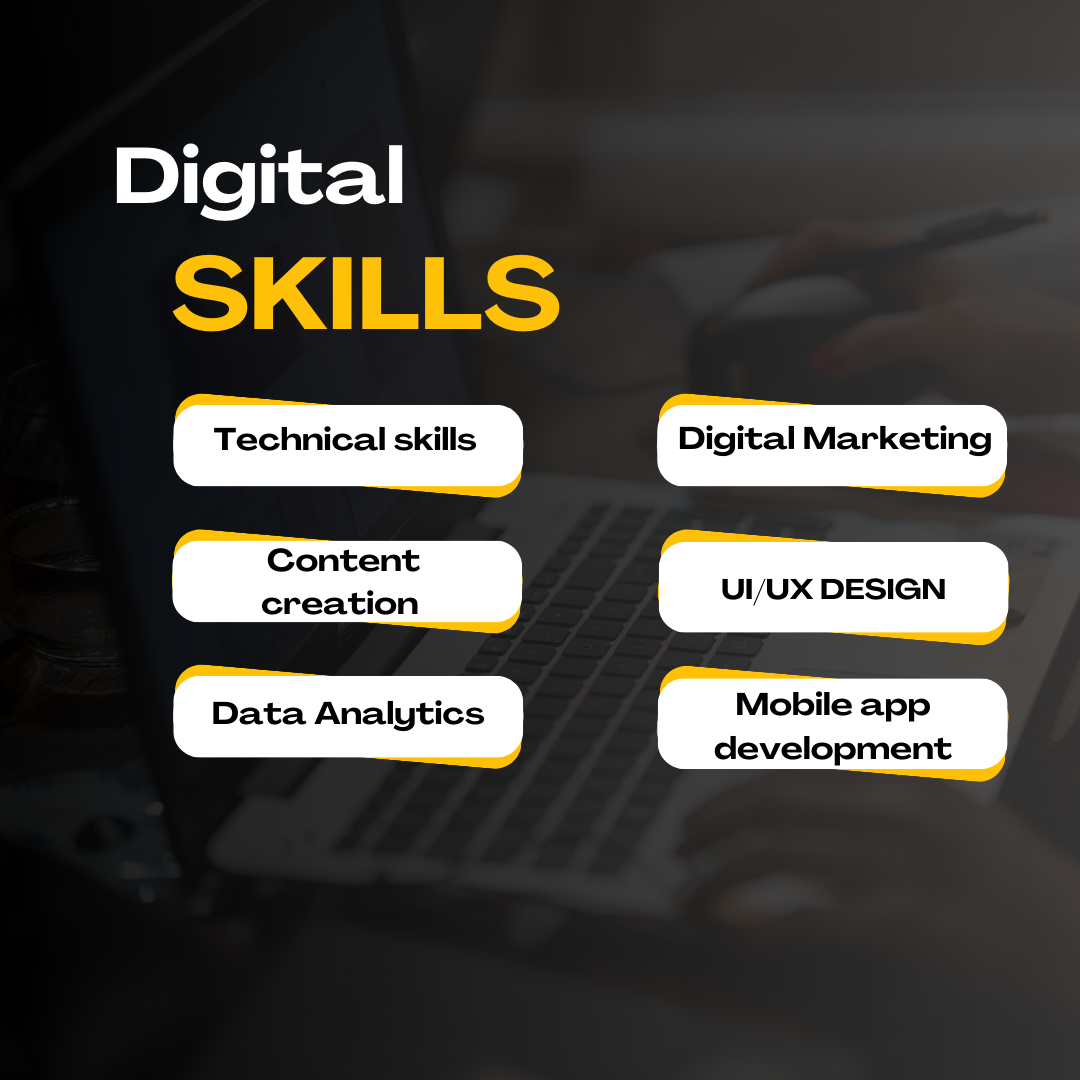 Digital
SKILLS
Technical skills
Digital Marketing
Content
creation
UI/UX DESIGN
Data Analytics
Mobile app
development